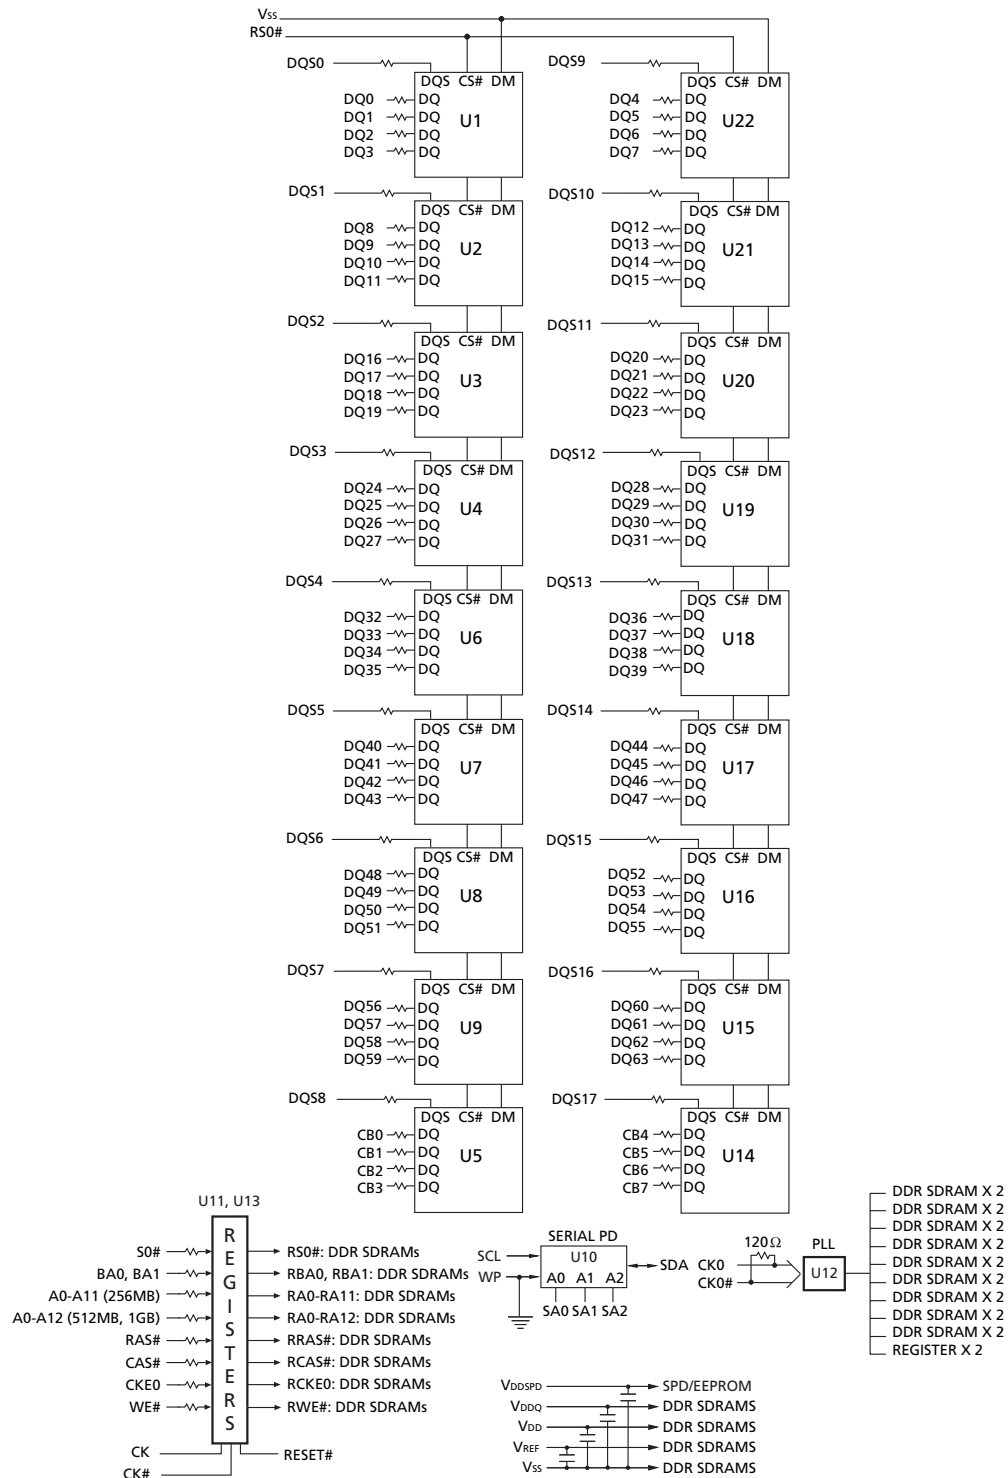 Vss
RS0#
DQS0
DQS CS# DM
DQ0 DQ
DQ1 DQ
DQ2 DQ
DQ3 DQ
U1
DQS9
DQS CS# DM
DQ4 DQ
DQ5 DQ
DQ6 DQ
DQ7 DQ
U22
DQS1
DQS CS# DM
DQ8 DQ
DQ9 DQ
DQ10 DQ
DQ11 DQ
U2
DQS10
DQS CS# DM
DQ12 DQ
DQ13 DQ
DQ14 DQ
DQ15 DQ
U21
DQS2
DQS CS# DM
DQ16 DQ
DQ17 DQ
DQ18 DQ
DQ19 DQ
U3
DQS11
DQS CS# DM
DQ20 DQ
DQ21 DQ
DQ22 DQ
DQ23 DQ
U20
DQS3
DQS CS# DM
DQ24 DQ
DQ25 DQ
DQ26 DQ
DQ27 DQ
U4
DQS12
DQS CS# DM
DQ28 DQ
DQ29 DQ
DQ30 DQ
DQ31 DQ
U19
DQS4
DQS CS# DM
DQ32 DQ
DQ33 DQ
DQ34 DQ
DQ35 DQ
U6
DQS13
DQS CS# DM
DQ36 DQ
DQ37 DQ
DQ38 DQ
DQ39 DQ
U18
DQS5
DQS CS# DM
DQ40 DQ
DQ41 DQ
DQ42 DQ
DQ43 DQ
U7
DQS14
DQS CS# DM
DQ44 DQ
DQ45 DQ
DQ46 DQ
DQ47 DQ
U17
DQS6
DQS CS# DM
DQ48 DQ
DQ49 DQ
DQ50 DQ
DQ51 DQ
U8
DQS15
DQS CS# DM
DQ52 DQ
DQ53 DQ
DQ54 DQ
DQ55 DQ
U16
DQS7
DQS CS# DM
DQ56 DQ
DQ57 DQ
DQ58 DQ
DQ59 DQ
U9
DQS16
DQS CS# DM
DQ60 DQ
DQ61 DQ
DQ62 DQ
DQ63 DQ
U15
DQS8
DQS CS# DM
CB0 DQ
CB1 DQ
CB2 DQ
CB3 DQ
U5
DQS17
DQS CS# DM
CB4 DQ
CB5 DQ
CB6 DQ
CB7 DQ
U14
U11, U13
REGISTERS
S0# RS0#: DDR SDRAMs
BA0, BA1 RBA0, RBA1: DDR SDRAMs
A0-A11 (256MB) RA0-RA11: DDR SDRAMs
A0-A12 (512MB, 1GB) RA0-RA12: DDR SDRAMs
RAS# RRAS#: DDR SDRAMs
CAS# RCAS#: DDR SDRAMs
CKE0 RCKE0: DDR SDRAMs
WE# RWE#: DDR SDRAMs
CK RESET#
CK#
SERIAL PD
U10
SCL
WP
A0 A1 A2
SA0 SA1 SA2
SDA
120Ω
CK0
CK0#
PLL
U12
DDR SDRAM X 2
DDR SDRAM X 2
DDR SDRAM X 2
DDR SDRAM X 2
DDR SDRAM X 2
DDR SDRAM X 2
DDR SDRAM X 2
DDR SDRAM X 2
DDR SDRAM X 2
REGISTER X 2
VDDSPD SPD/EEPROM
VDDQ DDR SDRAMS
VDD DDR SDRAMS
VREF DDR SDRAMS
Vss DDR SDRAMS